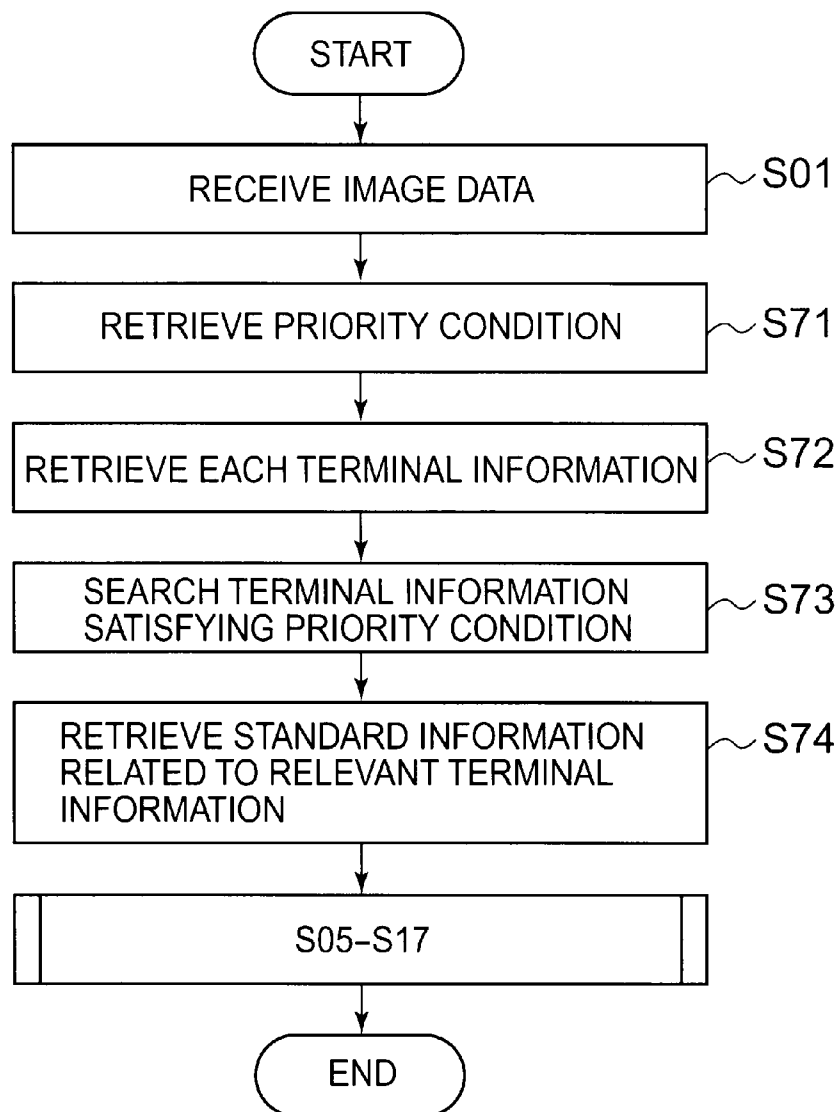 START
RECEIVE IMAGE DATA
S01
RETRIEVE PRIORITY CONDITION
S71
RETRIEVE EACH TERMINAL INFORMATION
S72
SEARCH TERMINAL INFORMATION
SATISFYING PRIORITY CONDITION
S73
RETRIEVE STANDARD INFORMATION
RELATED TO RELEVANT TERMINAL
INFORMATION
S74
S05–S17
END